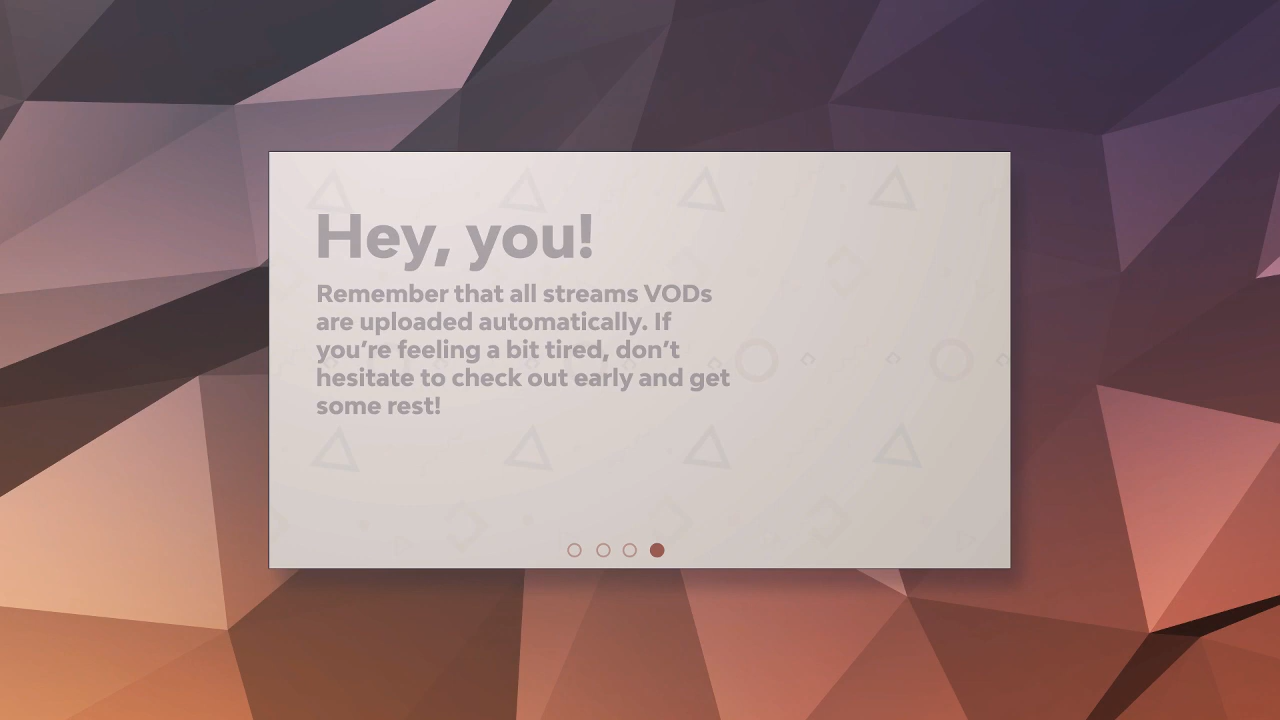 Hey, you!
Remember that all streams VODs
are uploaded automatically. If
you’re feeling a bit tired, don’t
hesitate to check out early and get
some rest!